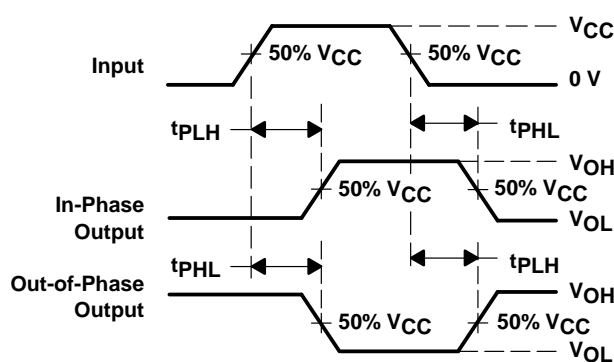 VCC
Input
50% VCC
50% VCC
0 V
tPLH
tPHL
VOH
In-Phase
Output
50% VCC
50% VCC
VOL
tPHL
tPLH
Out-of-Phase
Output
VOH
50% VCC
50% VCC
VOL